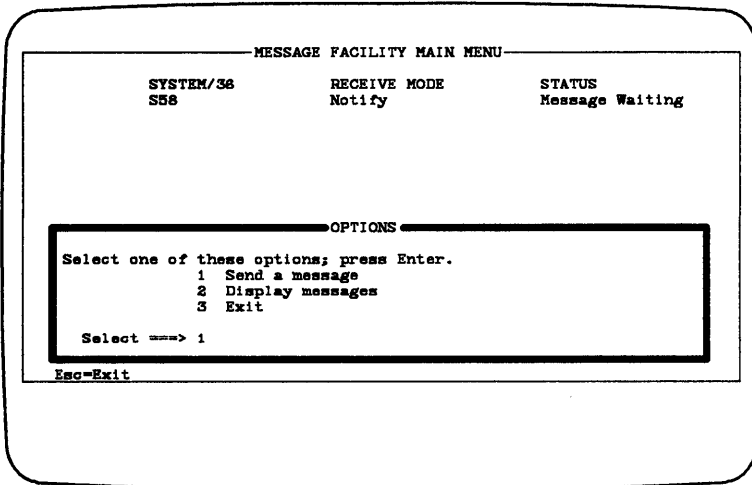 MESSAGE FACILITY MAIN MENU
SYSTEM/36 RECEIVE MODE STATUS
S58 Notify Message Waiting
OPTIONS
Select one of these options; press Enter.
1 Send a message
2 Display messages
3 Exit
Select ===> 1
Esc=Exit